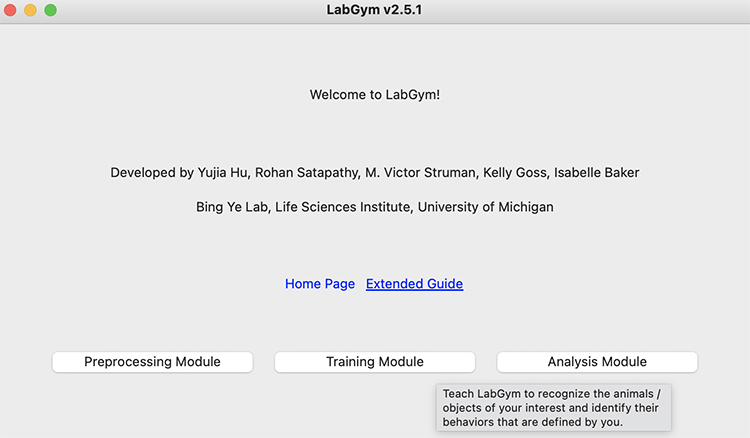 LabGym v2.5.1
Welcome to LabGym!
Developed by Yujia Hu, Rohan Satapathy, M. Victor Struman, Kelly Goss, Isabelle Baker
Bing Ye Lab, Life Sciences Institute, University of Michigan
Home Page Extended Guide
Preprocessing Module Training Module Analysis Module
Teach LabGym to recognize the animals /
objects of your interest and identify their
behaviors that are defined by you.